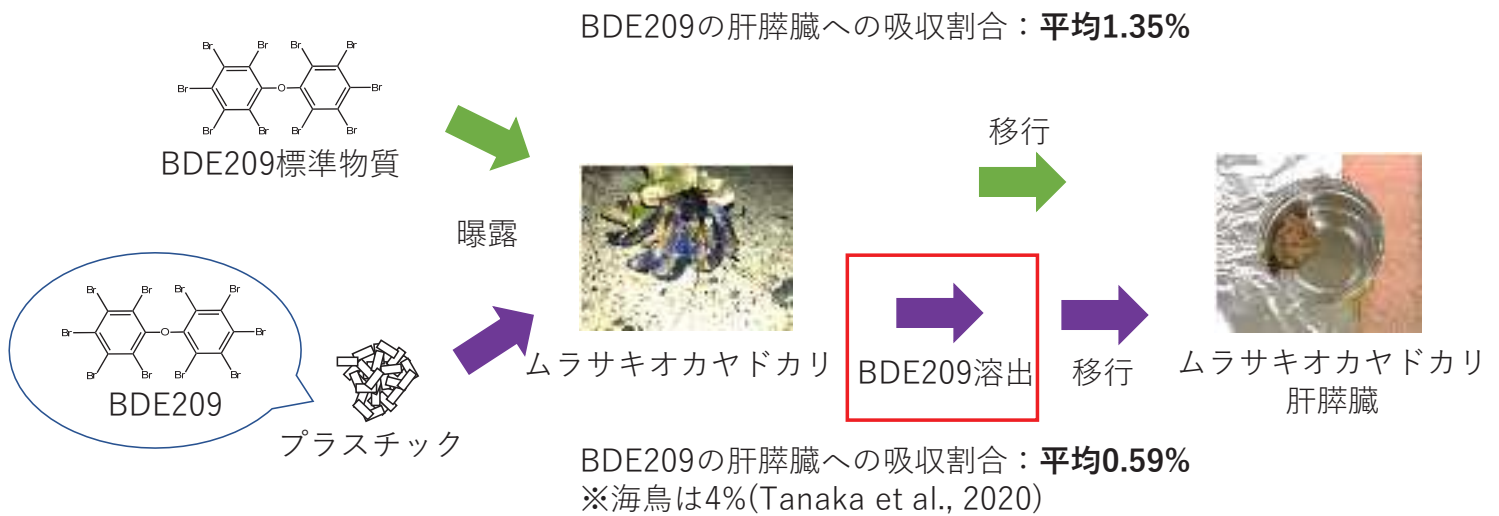 BDE209の肝膵臓への吸収割合：平均1.35%
Br Br Br Br
Br O Br
Br Br Br Br
BDE209標準物質
移行
曝露
Br Br Br Br
Br O Br
Br Br Br Br
BDE209
プラスチック
ムラサキオカヤドカリ
BDE209溶出
移行
ムラサキオカヤドカリ
肝膵臓
BDE209の肝膵臓への吸収割合：平均0.59%
※海鳥は4%(Tanaka et al., 2020)